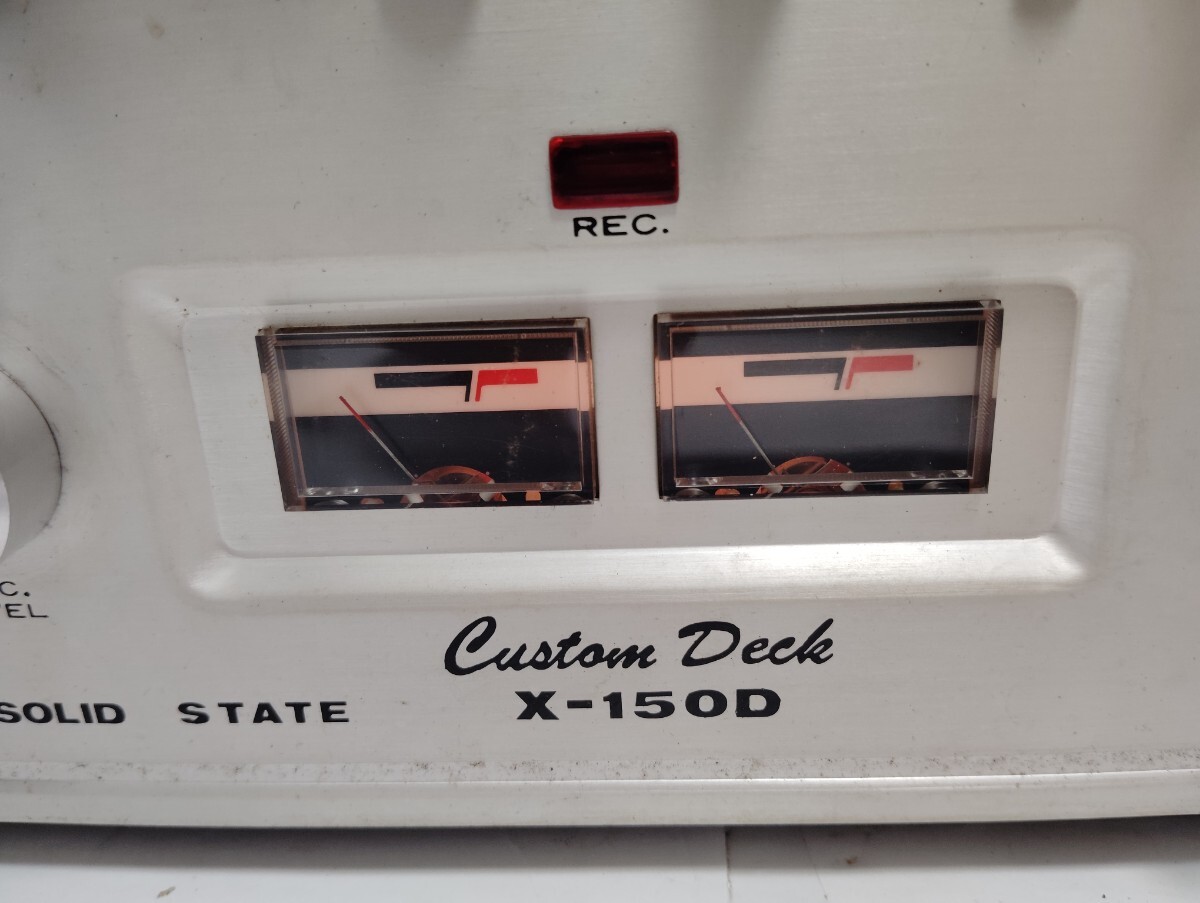 REC.
Custom Deck
X-150D
SOLID STATE